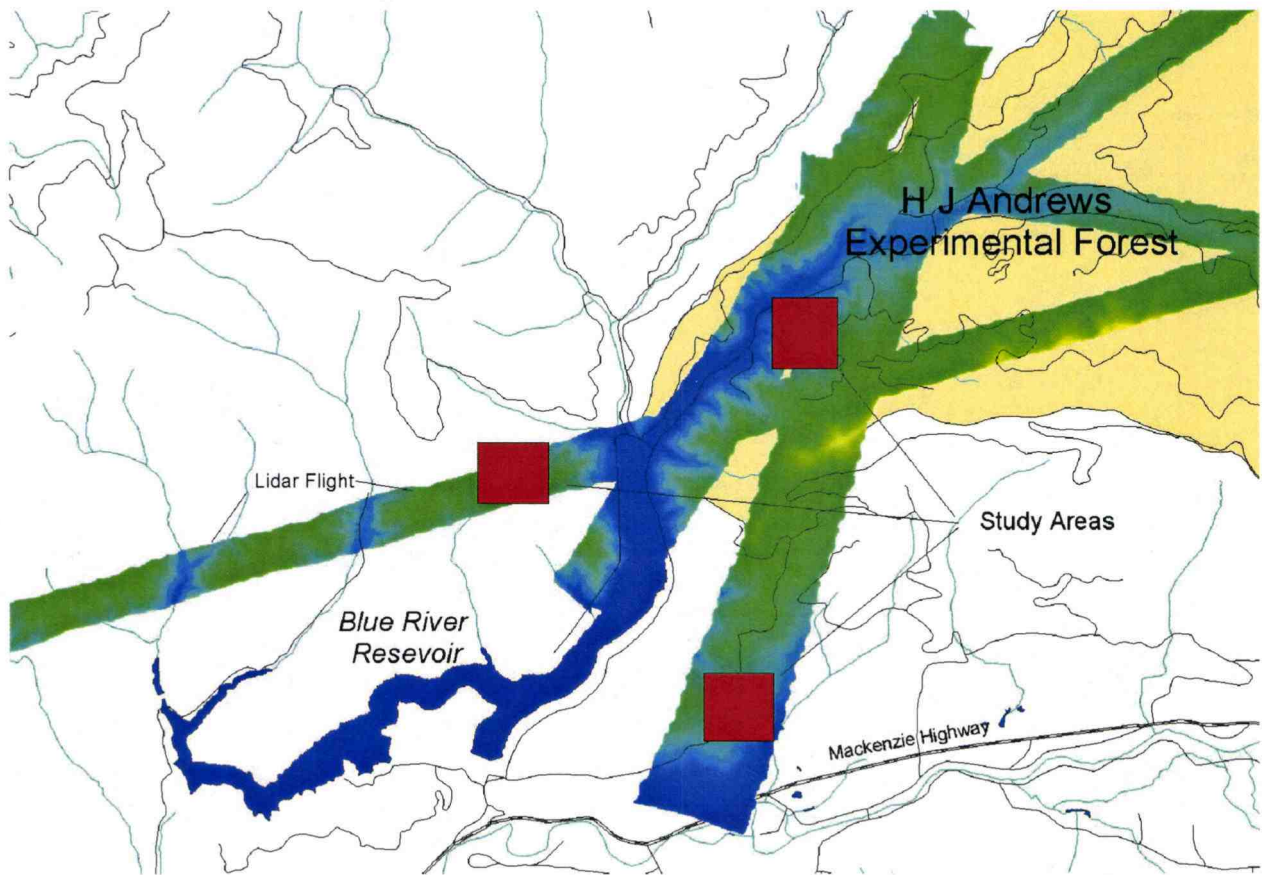 H J Andrews
Experimental Forest
Lidar Flight
Study Areas
Blue River
Resevoir
Mackenzie Highway